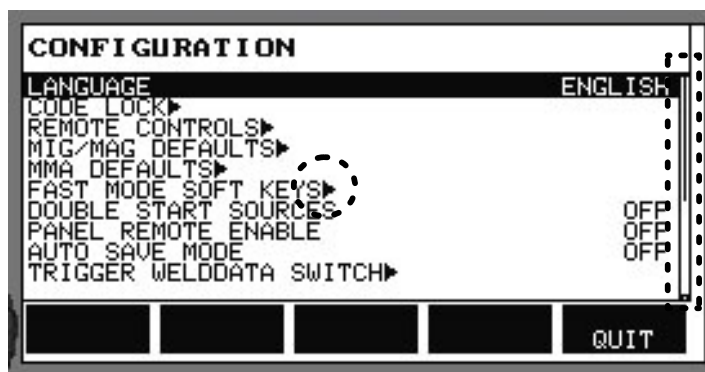 CONFIGURATION
LANGUAGE ENGLISH
CODE LOCK▶
REMOTE CONTROLS▶
MIG/MAG DEFAULTS▶
MMA DEFAULTS▶
FAST MODE SOFT KEYS▶
DOUBLE START SOURCES OFF
PANEL REMOTE ENABLE OFF
AUTO SAVE MODE OFF
TRIGGER WELDDATA SWITCH▶
QUIT